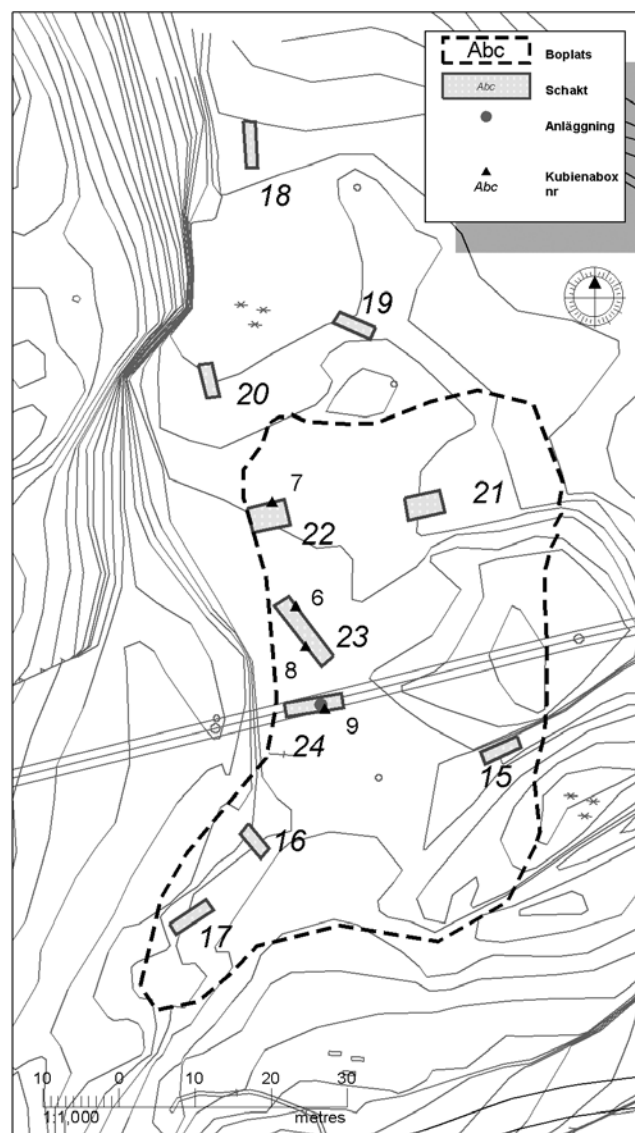 Abc Boplats
Abc Schakt
Anläggning
Kubienabox
Abc nr
18
19
20
7
21
22
6
23
8
9
24
15
16
17
10 0 10 20 30
1:1,000 metres